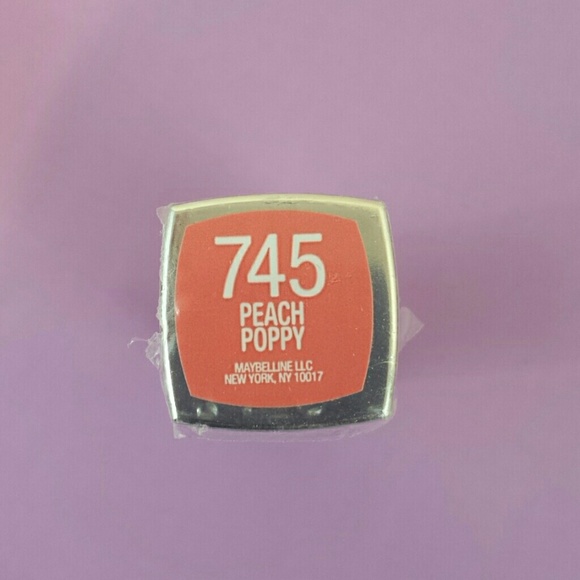 745
PEACH
POPPY
MAYBELLINE LLC
NEW YORK, NY 10017